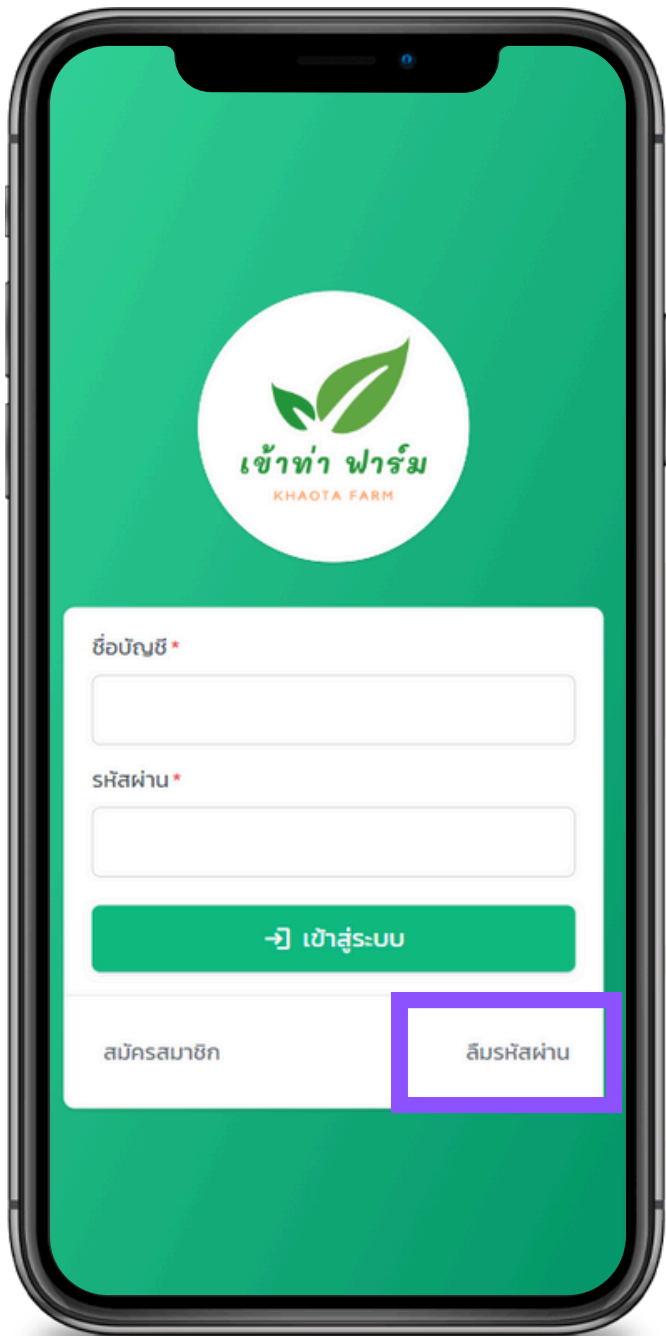 เข้าท่า ฟาร์ม
KHAOTA FARM
ชื่อบัญชี *
รหัสผ่าน *
เข้าสู่ระบบ
สมัครสมาชิก
ลืมรหัสผ่าน